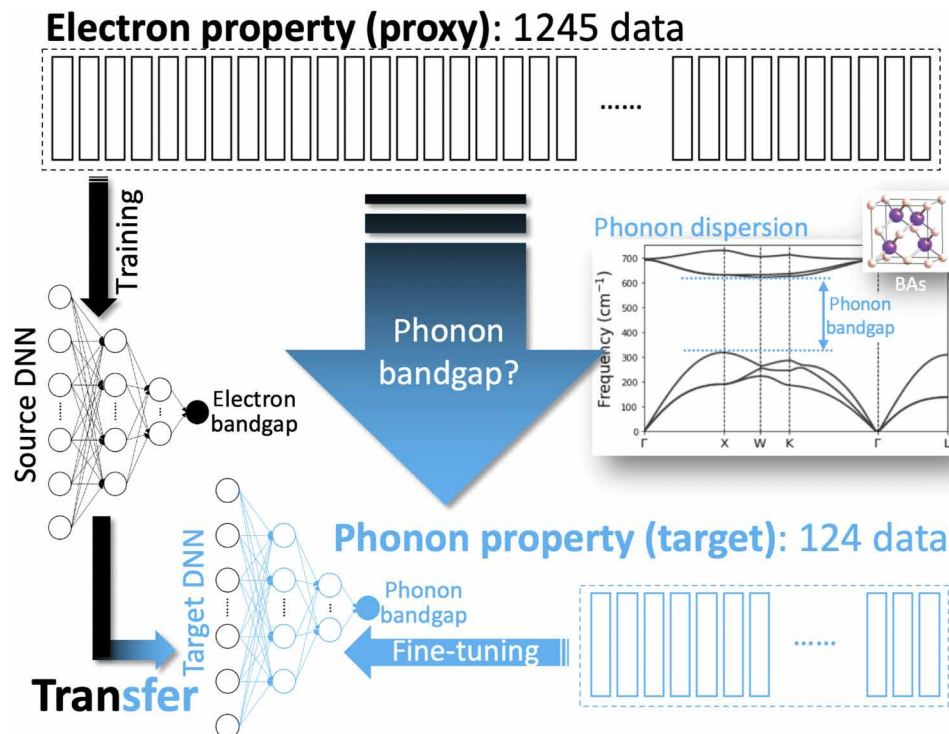 Electron property (proxy): 1245 data
......
Training
Source DNN
Electron
bandgap
Phonon
bandgap?
Phonon dispersion
BAs
Frequency (cm⁻¹)
700
600
500
400
300
200
100
0
Γ X W K Γ L
Phonon
bandgap
Transfer
Target DNN
Phonon
bandgap
Phonon property (target): 124 data
Fine-tuning
......